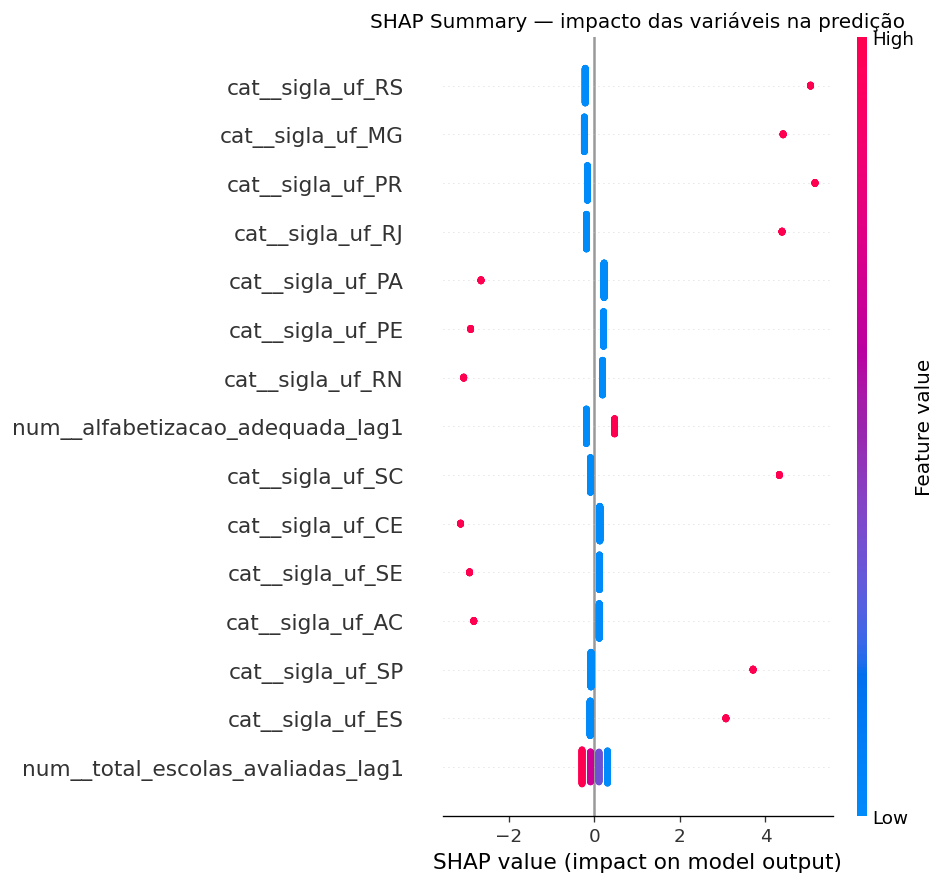 SHAP Summary — impacto das variáveis na predição
High
cat__sigla_uf_RS
cat__sigla_uf_MG
cat__sigla_uf_PR
cat__sigla_uf_RJ
cat__sigla_uf_PA
cat__sigla_uf_PE
cat__sigla_uf_RN
num__alfabetizacao_adequada_lag1
cat__sigla_uf_SC
cat__sigla_uf_CE
cat__sigla_uf_SE
cat__sigla_uf_AC
cat__sigla_uf_SP
cat__sigla_uf_ES
num__total_escolas_avaliadas_lag1
Feature value
Low
−2 0 2 4
SHAP value (impact on model output)